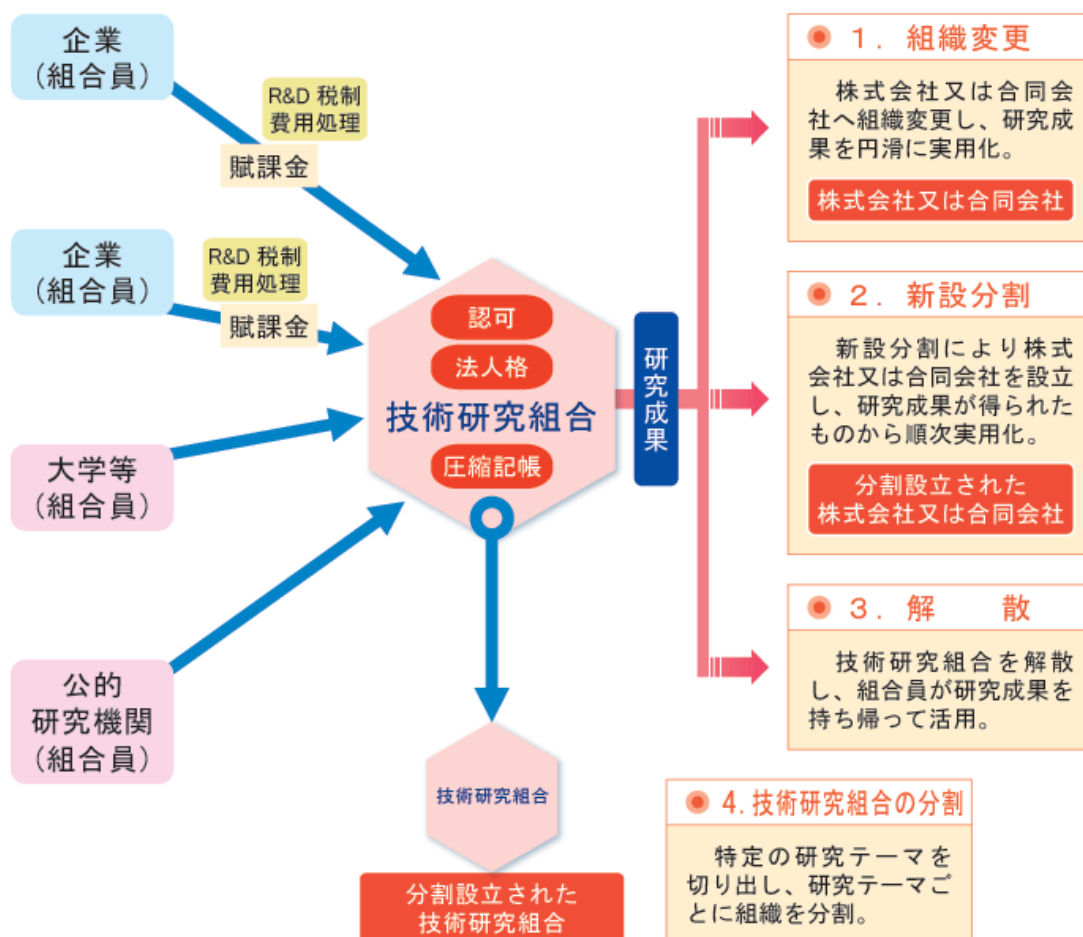 企業
（組合員）
R&D 税制
費用処理
賦課金
企業
（組合員）
R&D 税制
費用処理
賦課金
大学等
（組合員）
公的
研究機関
（組合員）
認可
法人格
技術研究組合
圧縮記帳
研究成果
技術研究組合
分割設立された
技術研究組合
１．組織変更
株式会社又は合同会
社へ組織変更し、研究成
果を円滑に実用化。
株式会社又は合同会社
２．新設分割
新設分割により株式
会社又は合同会社を設立
し、研究成果が得られた
ものから順次実用化。
分割設立された
株式会社又は合同会社
３．解　　散
技術研究組合を解散
し、組合員が研究成果を
持ち帰って活用。
4.技術研究組合の分割
特定の研究テーマを
切り出し、研究テーマご
とに組織を分割。